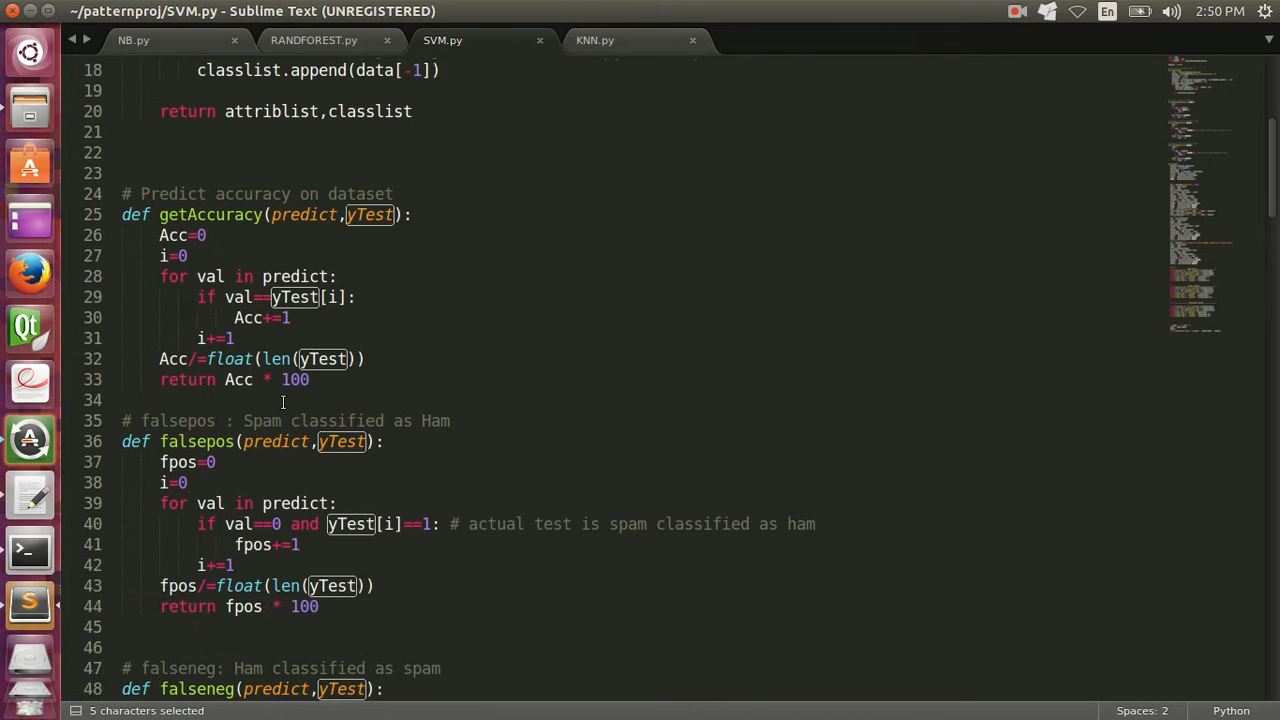 ~/patternproj/SVM.py - Sublime Text (UNREGISTERED)
En
2:50 PM
NB.py
RANDFOREST.py
SVM.py
KNN.py
18 classlist.append(data[-1])
19
20 return attriblist,classlist
21
22
23
24 # Predict accuracy on dataset
25 def getAccuracy(predict,yTest):
26 Acc=0
27 i=0
28 for val in predict:
29 if val==yTest[i]:
30 Acc+=1
31 i+=1
32 Acc/=float(len(yTest))
33 return Acc * 100
34
35 # falsepos : Spam classified as Ham
36 def falsepos(predict,yTest):
37 fpos=0
38 i=0
39 for val in predict:
40 if val==0 and yTest[i]==1: # actual test is spam classified as ham
41 fpos+=1
42 i+=1
43 fpos/=float(len(yTest))
44 return fpos * 100
45
46
47 # falseneg: Ham classified as spam
48 def falseneg(predict,yTest):
5 characters selected
Spaces: 2
Python